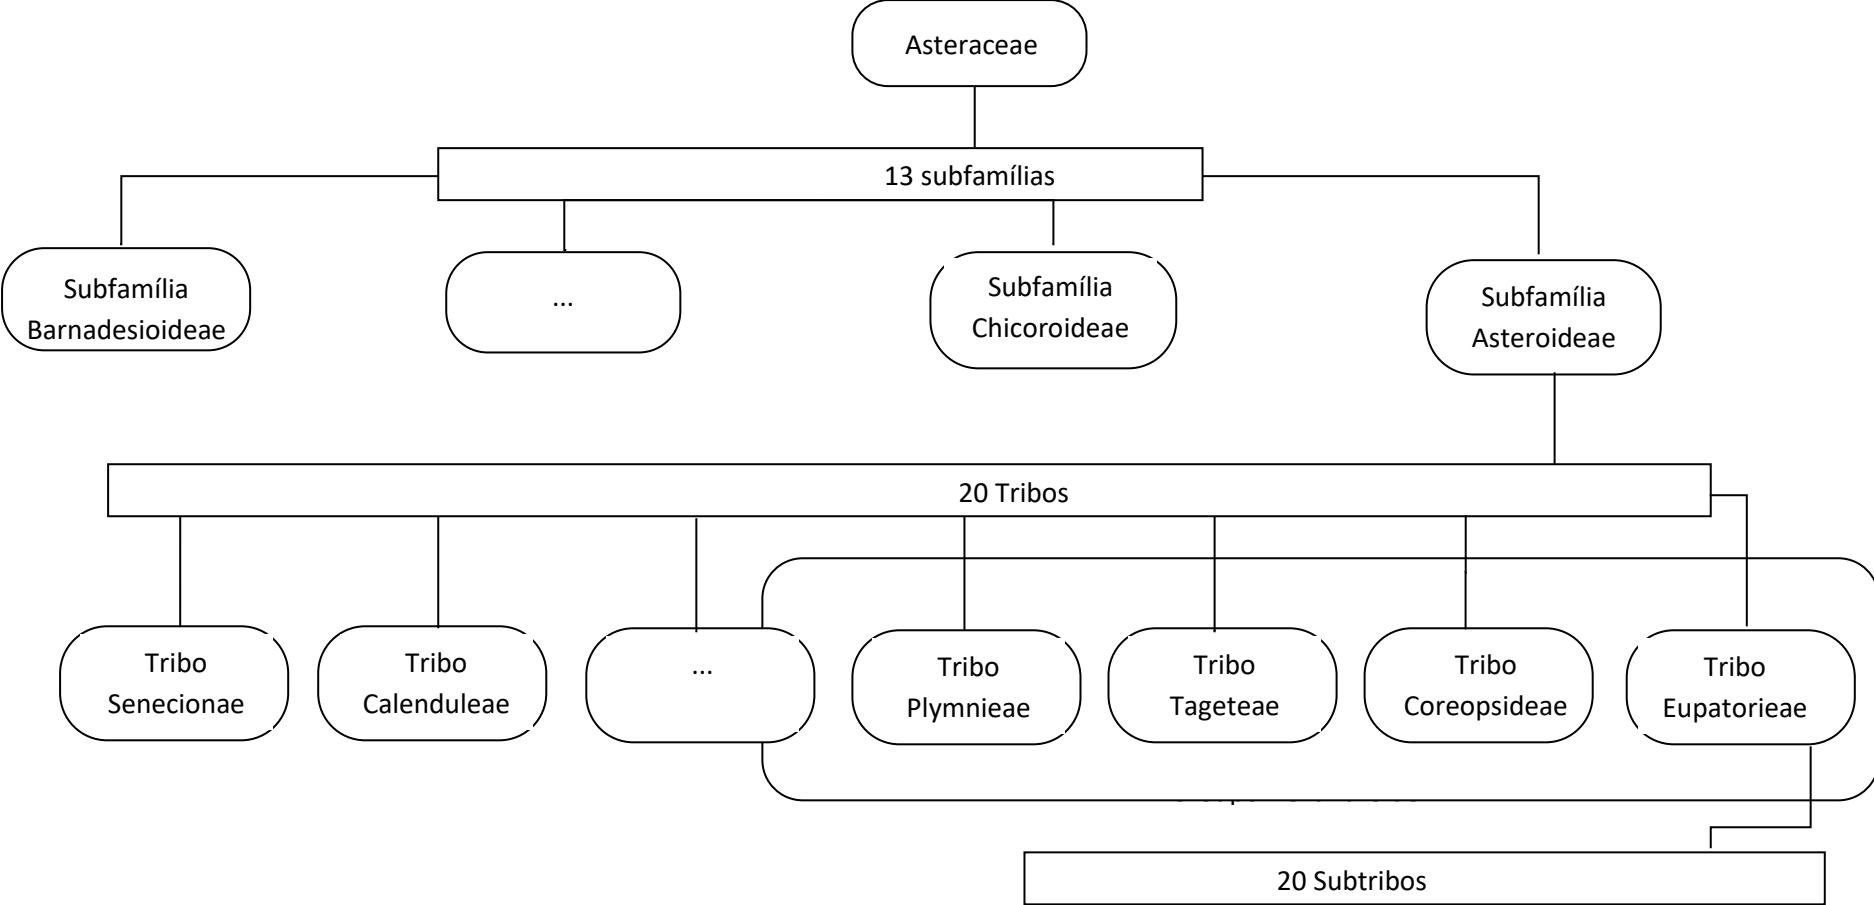 Asteraceae
13 subfamílias
Subfamília
Barnadesioideae
...
Subfamília
Chicoroideae
Subfamília
Asteroideae
20 Tribos
Tribo
Senecionae
Tribo
Calenduleae
...
Tribo
Plymnieae
Tribo
Tageteae
Tribo
Coreopsideae
Tribo
Eupatorieae
20 Subtribos